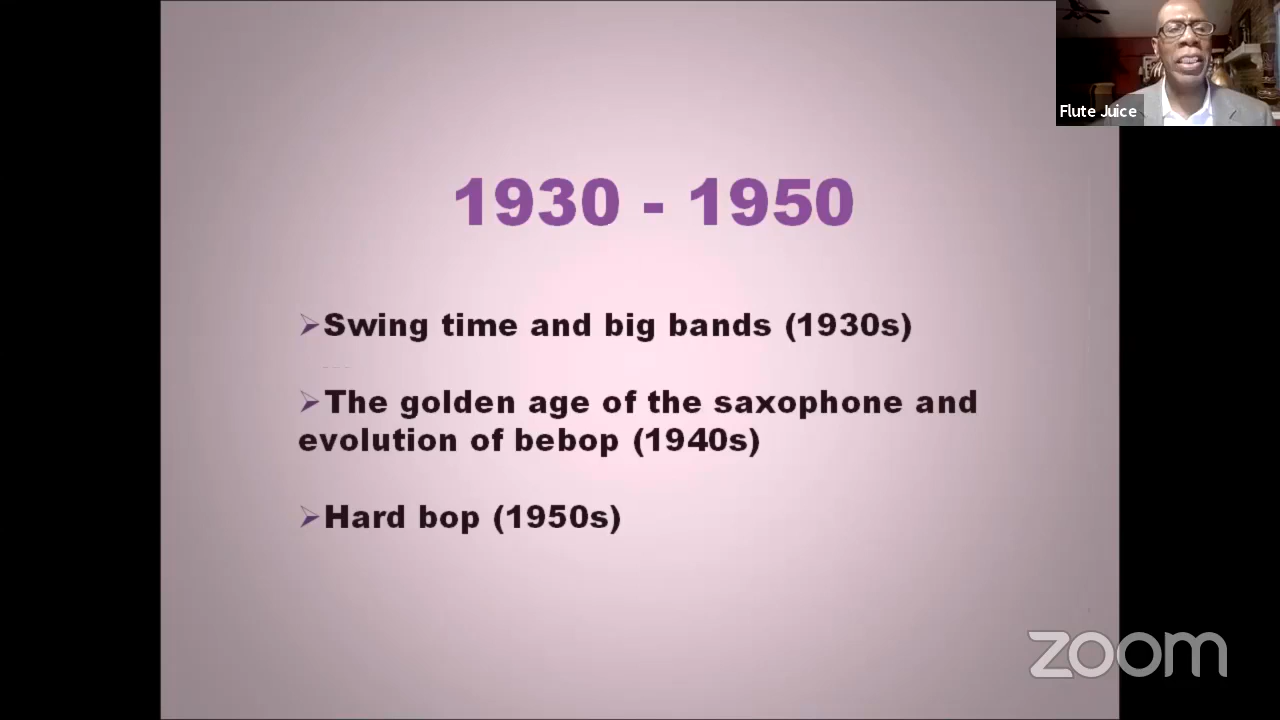 Flute Juice
1930 - 1950
➢Swing time and big bands (1930s)
➢The golden age of the saxophone and
evolution of bebop (1940s)
➢Hard bop (1950s)
zoom